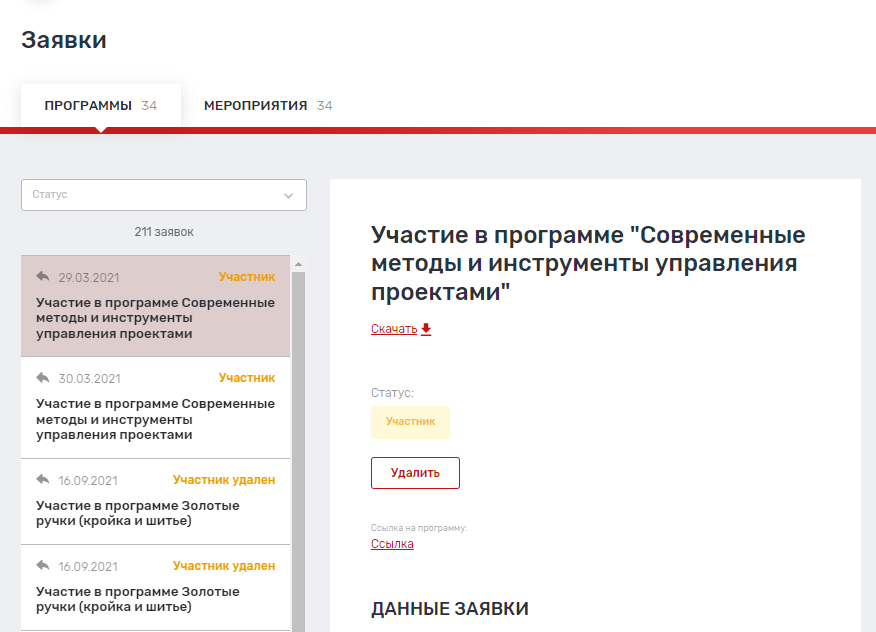 Заявки
ПРОГРАММЫ 34 МЕРОПРИЯТИЯ 34
Статус
211 заявок
29.03.2021 Участник
Участие в программе Современные
методы и инструменты
управления проектами
30.03.2021 Участник
Участие в программе Современные
методы и инструменты
управления проектами
16.09.2021 Участник удален
Участие в программе Золотые
ручки (кройка и шитье)
16.09.2021 Участник удален
Участие в программе Золотые
ручки (кройка и шитье)
Участие в программе "Современные
методы и инструменты управления
проектами"
Скачать
Статус:
Участник
Удалить
Ссылка на программу:
Ссылка
ДАННЫЕ ЗАЯВКИ